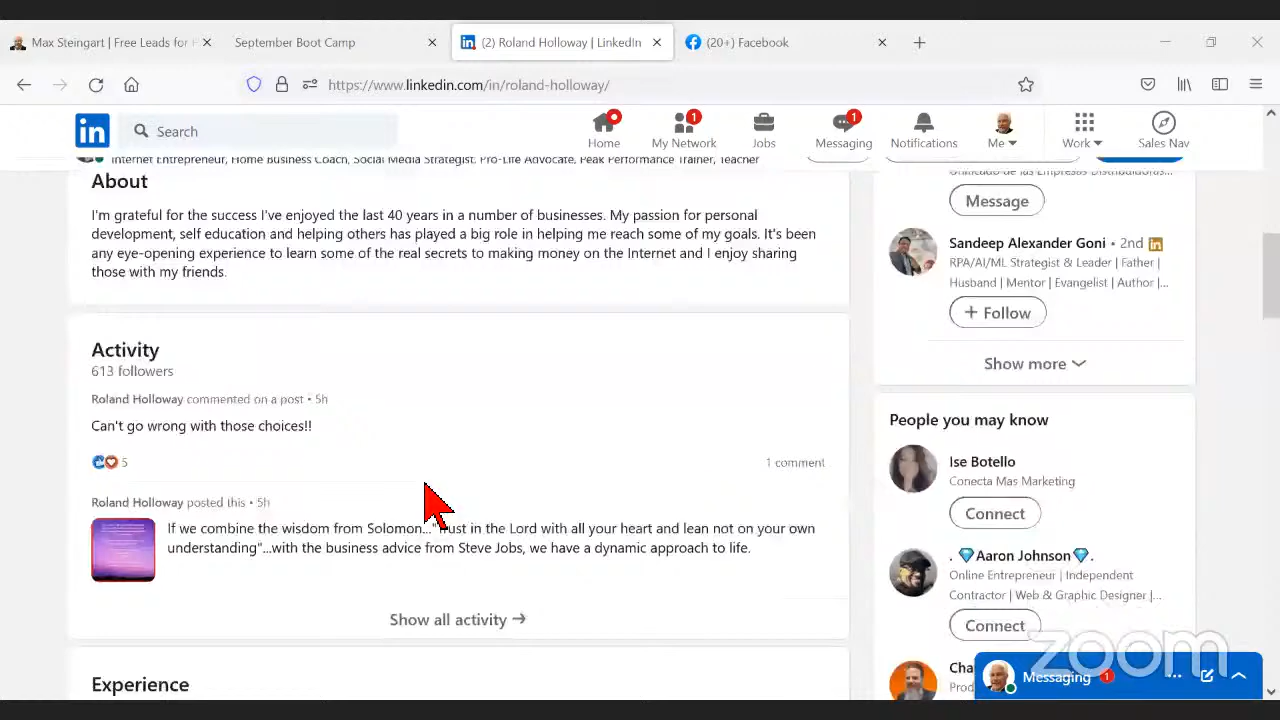 Max Steingart | Free Leads for
September Boot Camp
(2) Roland Holloway | LinkedIn
(20+) Facebook
https://www.linkedin.com/in/roland-holloway/
in
Search
Home
1
My Network
Jobs
1
Messaging
Notifications
Me
Work
Sales Nav
Internet Entrepreneur, Home Business Coach, Social Media Strategist, Pro-Life Advocate, Peak Performance Trainer, Teacher
About
I'm grateful for the success I've enjoyed the last 40 years in a number of businesses. My passion for personal
development, self education and helping others has played a big role in helping me reach some of my goals. It's been
any eye-opening experience to learn some of the real secrets to making money on the Internet and I enjoy sharing
those with my friends.
Activity
613 followers
Roland Holloway commented on a post • 5h
Can't go wrong with those choices!!
5
1 comment
Roland Holloway posted this • 5h
If we combine the wisdom from Solomon..."Trust in the Lord with all your heart and lean not on your own
understanding"...with the business advice from Steve Jobs, we have a dynamic approach to life.
Show all activity →
Experience
Unificado de las Empresas Distribuidoras...
Message
Sandeep Alexander Goni • 2nd in
RPA/AI/ML Strategist & Leader | Father |
Husband | Mentor | Evangelist | Author |...
+ Follow
Show more
People you may know
Ise Botello
Conecta Mas Marketing
Connect
. 💎Aaron Johnson💎.
Online Entrepreneur | Independent
Contractor | Web & Graphic Designer |...
Connect
zoom
Messaging 1 ...